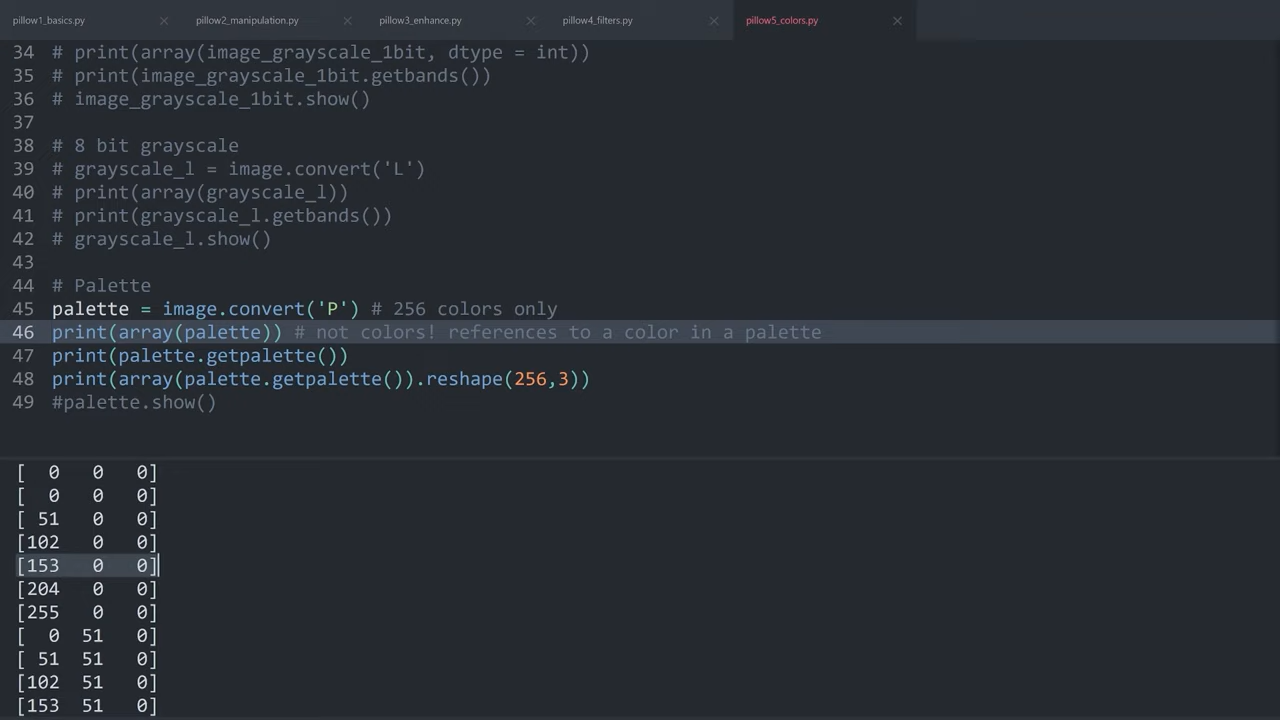 pillow1_basics.py × pillow2_manipulation.py × pillow3_enhance.py × pillow4_filters.py × pillow5_colors.py ×
34 # print(array(image_grayscale_1bit, dtype = int))
35 # print(image_grayscale_1bit.getbands())
36 # image_grayscale_1bit.show()
37
38 # 8 bit grayscale
39 # grayscale_l = image.convert('L')
40 # print(array(grayscale_l))
41 # print(grayscale_l.getbands())
42 # grayscale_l.show()
43
44 # Palette
45 palette = image.convert('P') # 256 colors only
46 print(array(palette)) # not colors! references to a color in a palette
47 print(palette.getpalette())
48 print(array(palette.getpalette()).reshape(256,3))
49 #palette.show()
[  0   0   0]
[  0   0   0]
[ 51   0   0]
[102   0   0]
[153   0   0]
[204   0   0]
[255   0   0]
[  0  51   0]
[ 51  51   0]
[102  51   0]
[153  51   0]